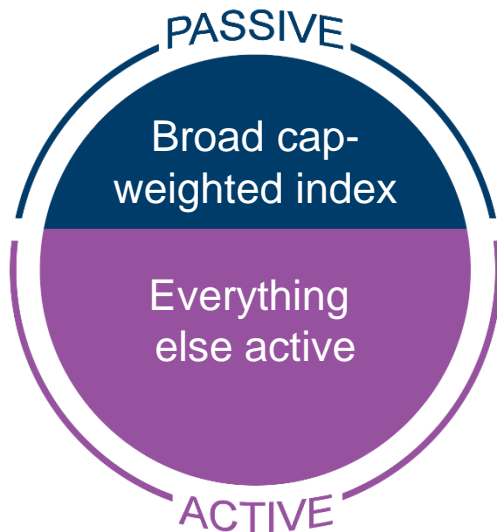 PASSIVE
Broad cap-
weighted index
Everything
else active
ACTIVE